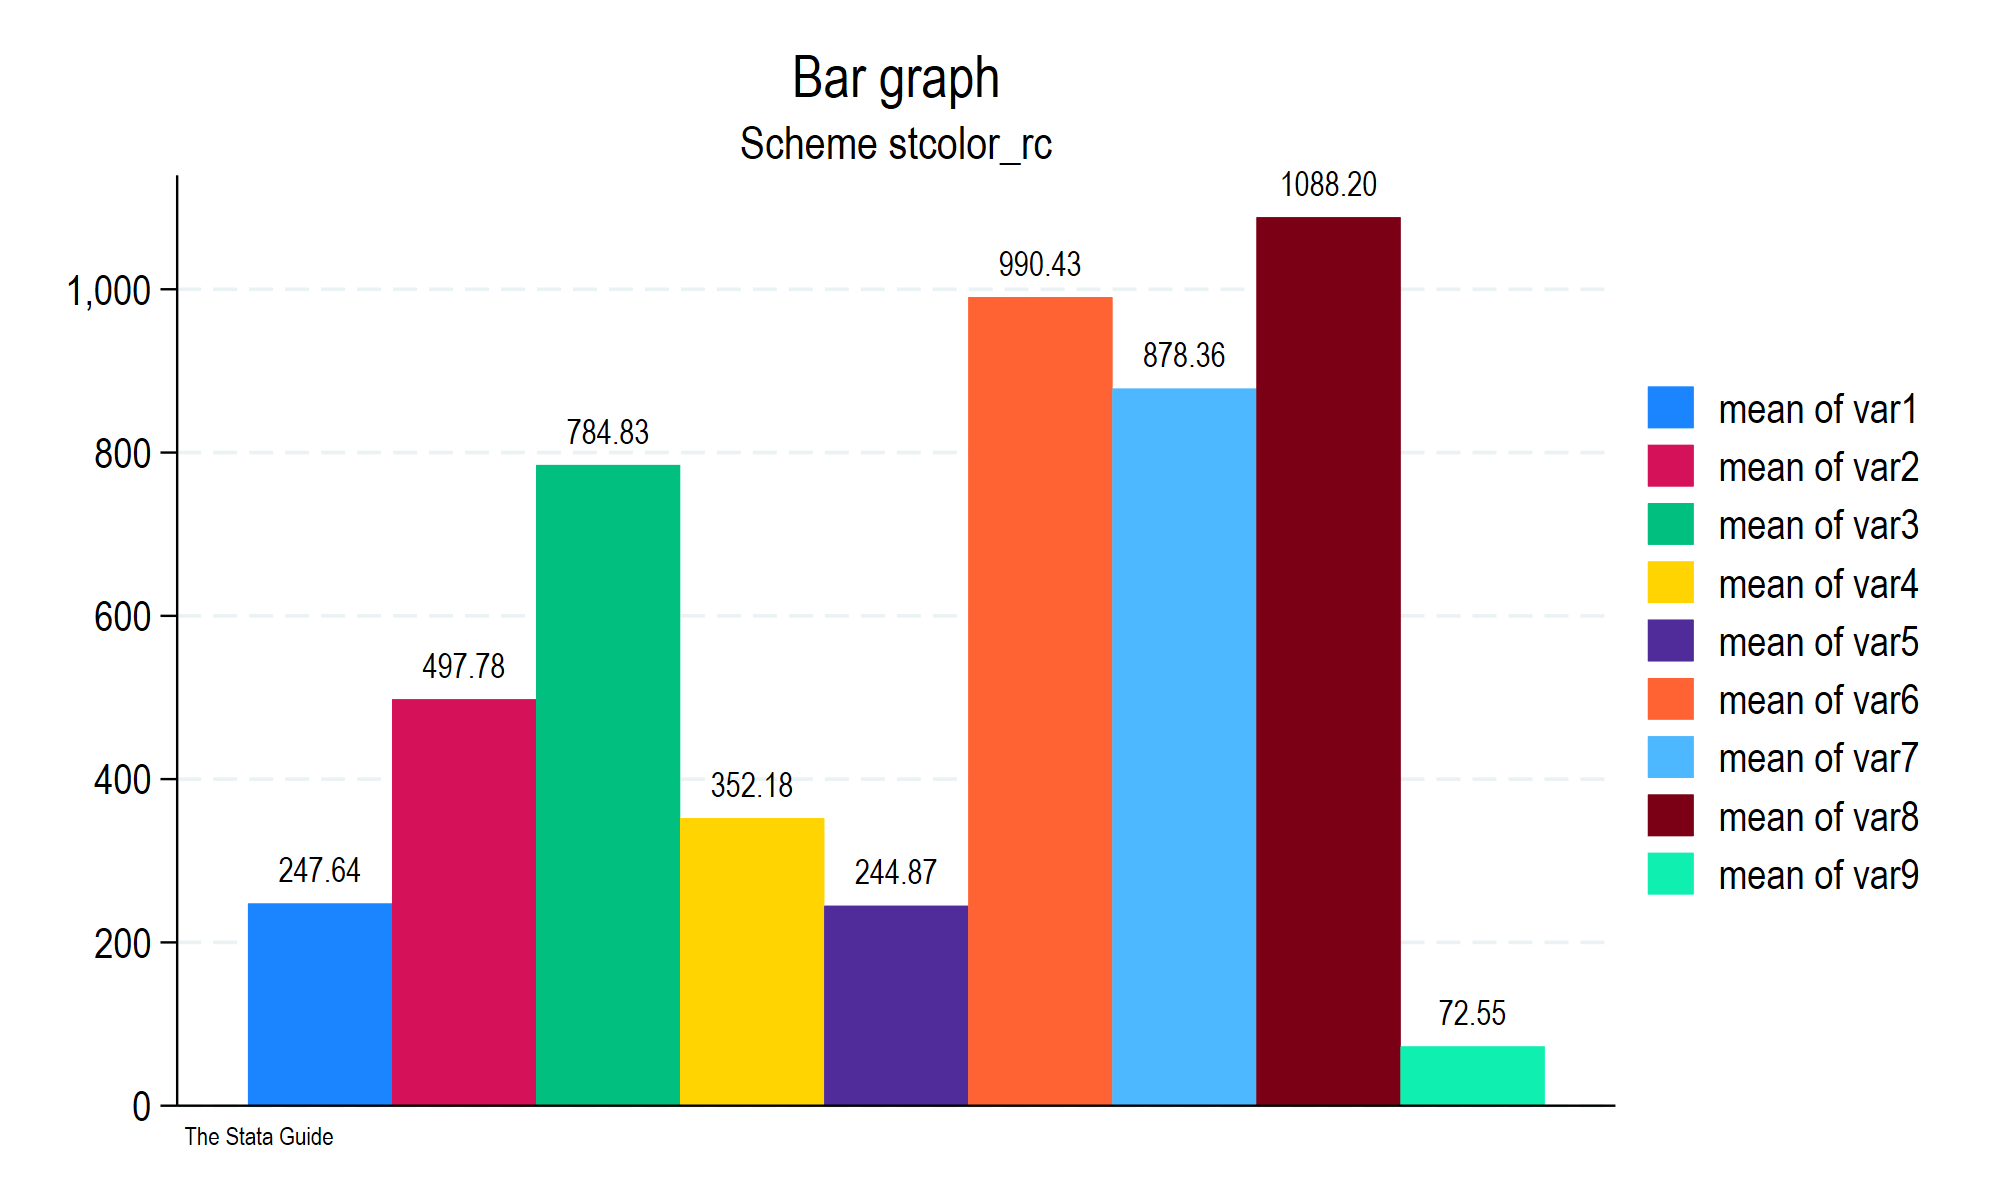 Bar graph
Scheme stcolor_rc
1088.20
990.43
878.36
784.83
497.78
352.18
247.64
244.87
72.55
1,000
800
600
400
200
0
mean of var1
mean of var2
mean of var3
mean of var4
mean of var5
mean of var6
mean of var7
mean of var8
mean of var9
The Stata Guide